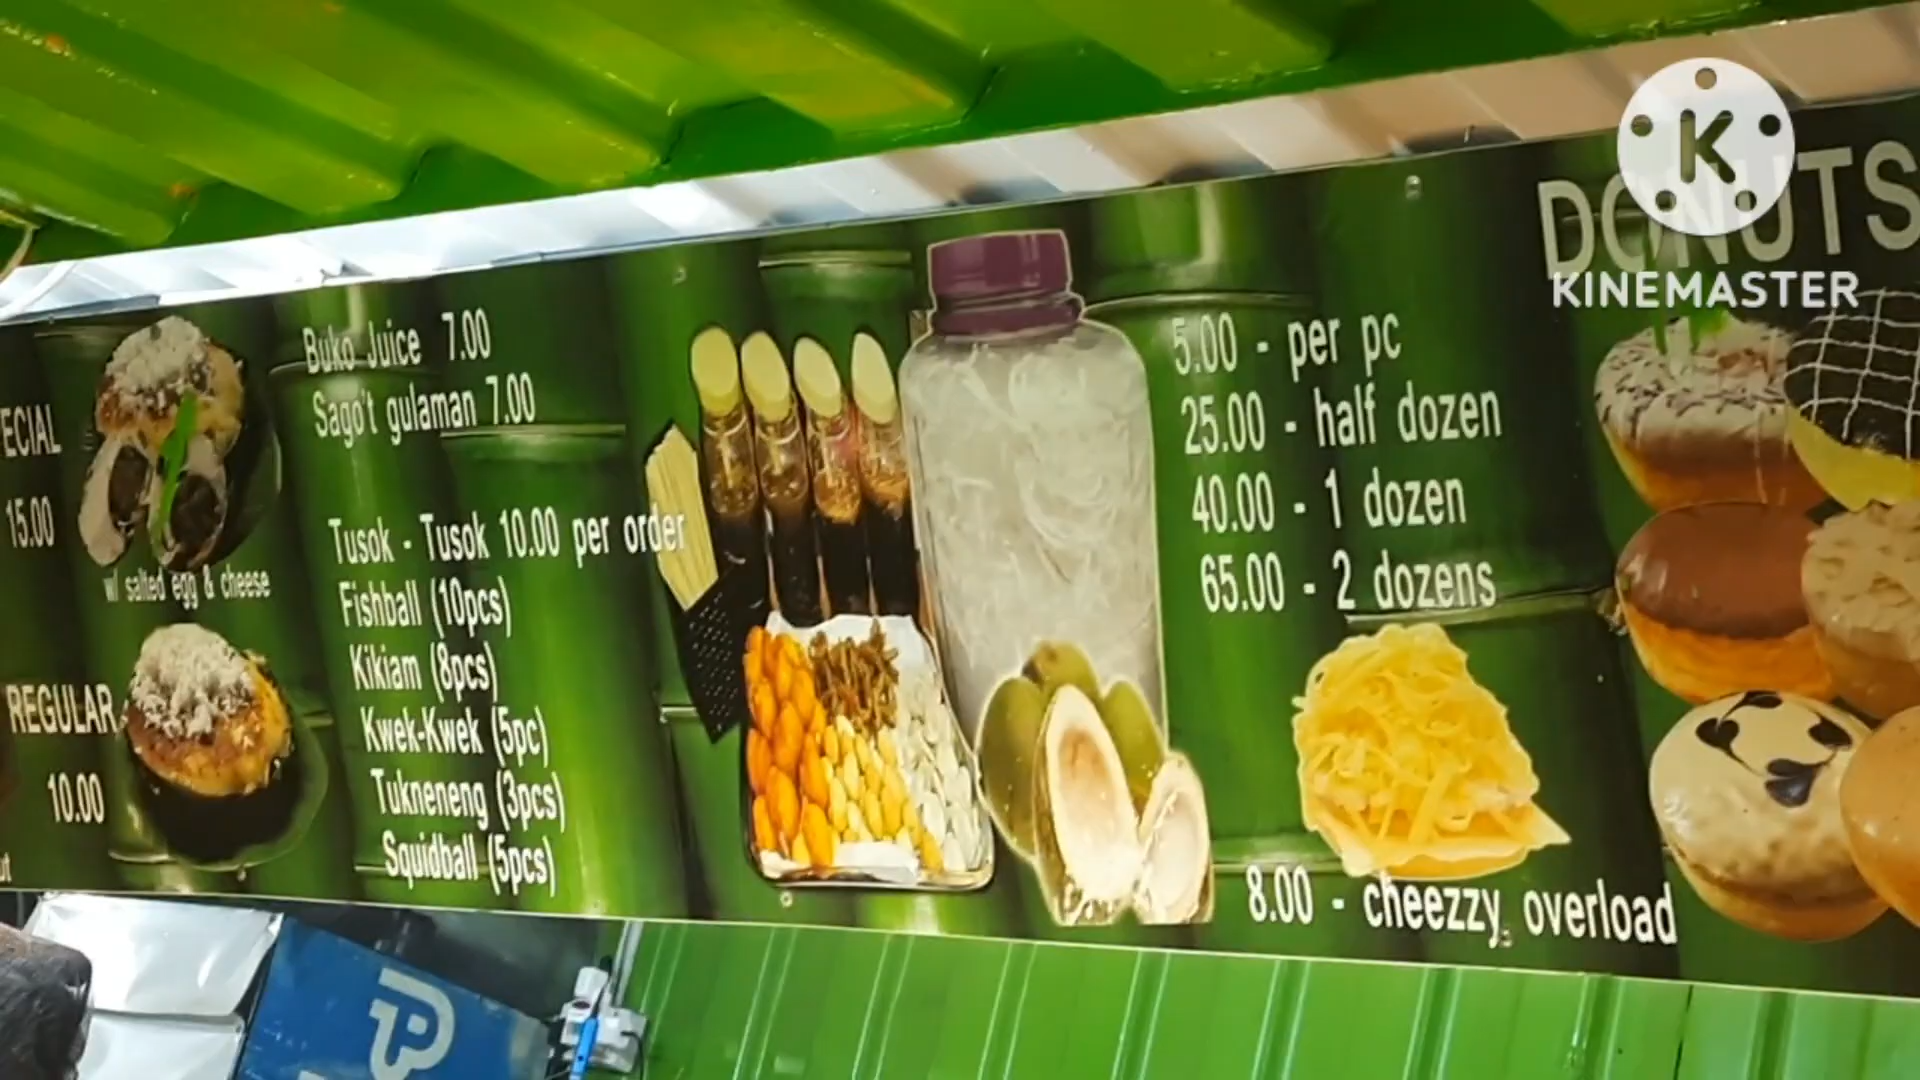 15.00
w/ salted egg & cheese
REGULAR
10.00
Buko Juice 7.00
Sago't gulaman 7.00
Tusok - Tusok 10.00 per order
Fishball (10pcs)
Kikiam (8pcs)
Kwek-Kwek (5pc)
Tukneneng (3pcs)
Squidball (5pcs)
5.00 - per pc
25.00 - half dozen
40.00 - 1 dozen
65.00 - 2 dozens
8.00 - cheezzy overload
DONUTS
K
KINEMASTER